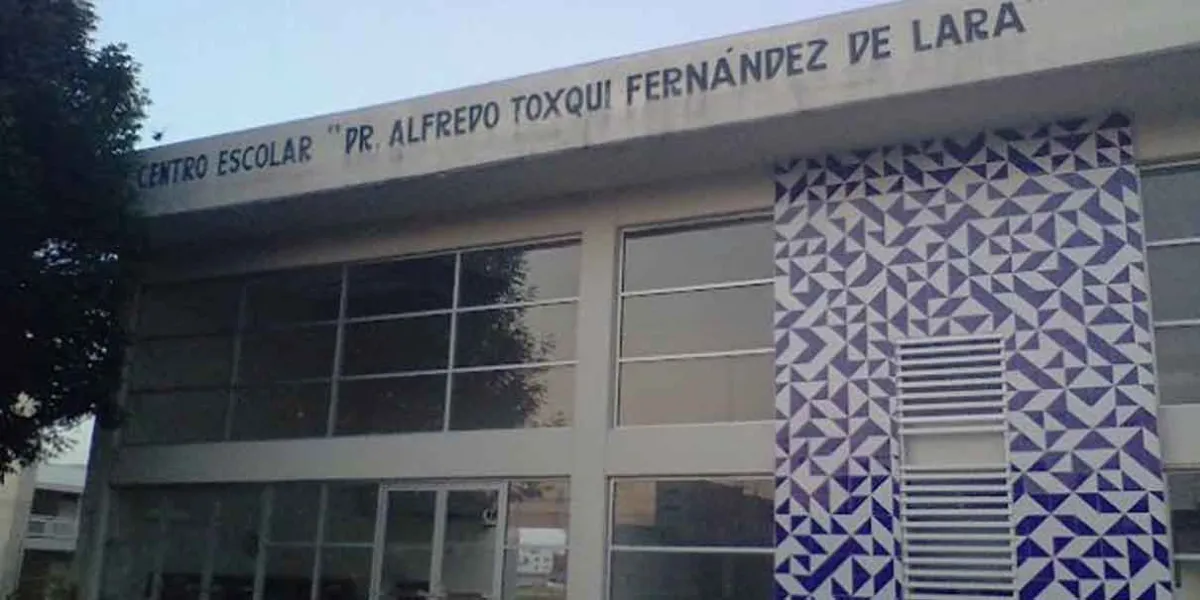 CENTRO ESCOLAR "DR. ALFREDO TOXQUI FERNÁNDEZ DE LARA"